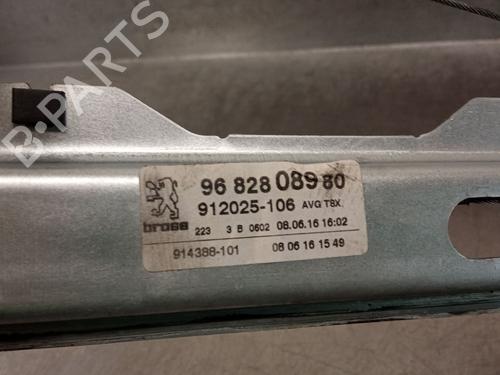 B-PARTS
brose
96 828 089 80
912025-106 AVG T8X.
223 3 B 0602 08.06.16 16:02
914388-101 08 06 16 15 49